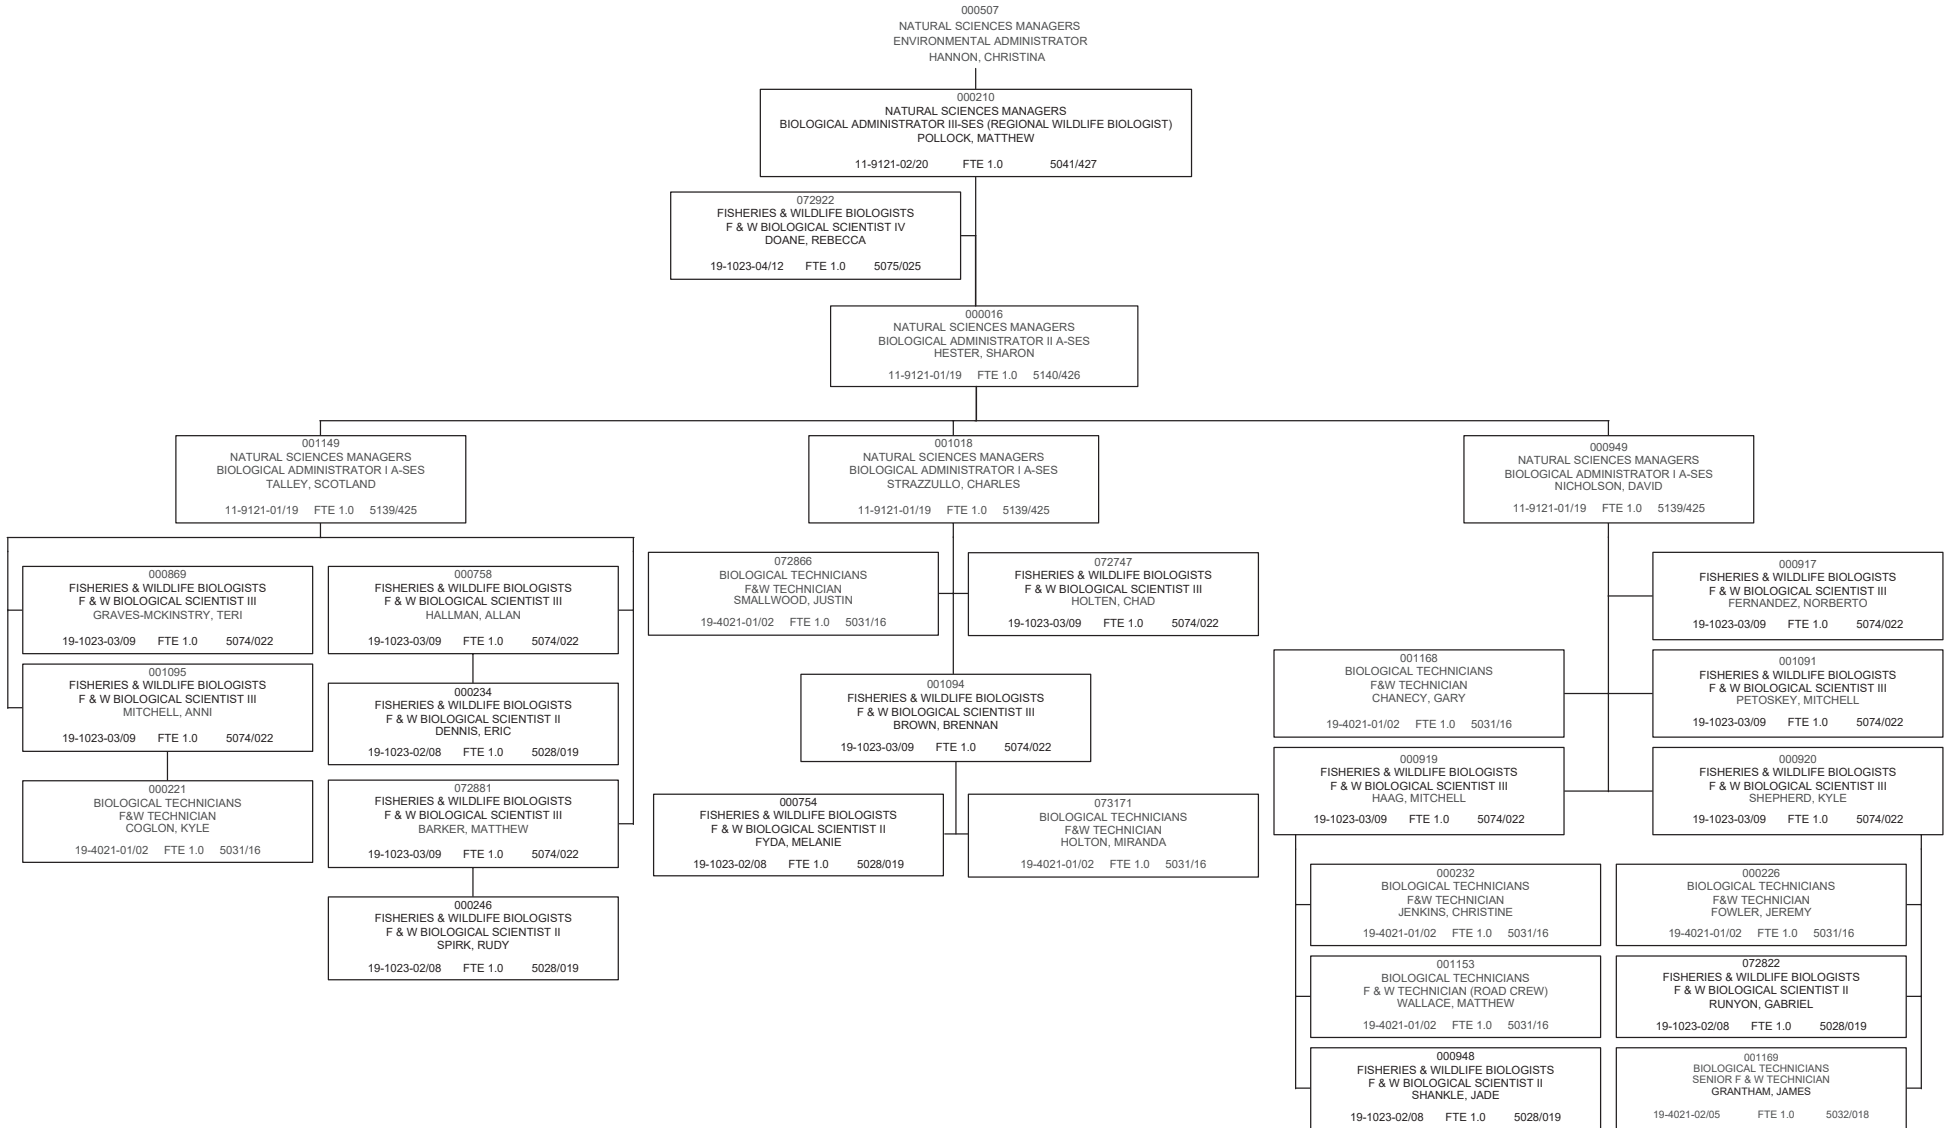 000507
NATURAL SCIENCES MANAGERS
ENVIRONMENTAL ADMINISTRATOR
HANNON, CHRISTINA
000210
NATURAL SCIENCES MANAGERS
BIOLOGICAL ADMINISTRATOR III-SES (REGIONAL WILDLIFE BIOLOGIST)
POLLOCK, MATTHEW
11-9121-02/20 FTE 1.0 5041/427
072922
FISHERIES & WILDLIFE BIOLOGISTS
F & W BIOLOGICAL SCIENTIST IV
DOANE, REBECCA
19-1023-04/12 FTE 1.0 5075/025
000016
NATURAL SCIENCES MANAGERS
BIOLOGICAL ADMINISTRATOR II A-SES
HESTER, SHARON
11-9121-01/19 FTE 1.0 5140/426
001149
NATURAL SCIENCES MANAGERS
BIOLOGICAL ADMINISTRATOR I A-SES
TALLEY, SCOTLAND
11-9121-01/19 FTE 1.0 5139/425
000869
FISHERIES & WILDLIFE BIOLOGISTS
F & W BIOLOGICAL SCIENTIST III
GRAVES-MCKINSTRY, TERI
19-1023-03/09 FTE 1.0 5074/022
001095
FISHERIES & WILDLIFE BIOLOGISTS
F & W BIOLOGICAL SCIENTIST III
MITCHELL, ANNI
19-1023-03/09 FTE 1.0 5074/022
000221
BIOLOGICAL TECHNICIANS
F&W TECHNICIAN
COGLON, KYLE
19-4021-01/02 FTE 1.0 5031/16
000758
FISHERIES & WILDLIFE BIOLOGISTS
F & W BIOLOGICAL SCIENTIST III
HALLMAN, ALLAN
19-1023-03/09 FTE 1.0 5074/022
000234
FISHERIES & WILDLIFE BIOLOGISTS
F & W BIOLOGICAL SCIENTIST II
DENNIS, ERIC
19-1023-02/08 FTE 1.0 5028/019
072881
FISHERIES & WILDLIFE BIOLOGISTS
F & W BIOLOGICAL SCIENTIST III
BARKER, MATTHEW
19-1023-03/09 FTE 1.0 5074/022
000246
FISHERIES & WILDLIFE BIOLOGISTS
F & W BIOLOGICAL SCIENTIST II
SPIRK, RUDY
19-1023-02/08 FTE 1.0 5028/019
001018
NATURAL SCIENCES MANAGERS
BIOLOGICAL ADMINISTRATOR I A-SES
STRAZZULLO, CHARLES
11-9121-01/19 FTE 1.0 5139/425
072866
BIOLOGICAL TECHNICIANS
F&W TECHNICIAN
SMALLWOOD, JUSTIN
19-4021-01/02 FTE 1.0 5031/16
072747
FISHERIES & WILDLIFE BIOLOGISTS
F & W BIOLOGICAL SCIENTIST III
HOLTEN, CHAD
19-1023-03/09 FTE 1.0 5074/022
001094
FISHERIES & WILDLIFE BIOLOGISTS
F & W BIOLOGICAL SCIENTIST III
BROWN, BRENNAN
19-1023-03/09 FTE 1.0 5074/022
000754
FISHERIES & WILDLIFE BIOLOGISTS
F & W BIOLOGICAL SCIENTIST II
FYDA, MELANIE
19-1023-02/08 FTE 1.0 5028/019
073171
BIOLOGICAL TECHNICIANS
F&W TECHNICIAN
HOLTON, MIRANDA
19-4021-01/02 FTE 1.0 5031/16
000949
NATURAL SCIENCES MANAGERS
BIOLOGICAL ADMINISTRATOR I A-SES
NICHOLSON, DAVID
11-9121-01/19 FTE 1.0 5139/425
000917
FISHERIES & WILDLIFE BIOLOGISTS
F & W BIOLOGICAL SCIENTIST III
FERNANDEZ, NORBERTO
19-1023-03/09 FTE 1.0 5074/022
001168
BIOLOGICAL TECHNICIANS
F&W TECHNICIAN
CHANECY, GARY
19-4021-01/02 FTE 1.0 5031/16
001091
FISHERIES & WILDLIFE BIOLOGISTS
F & W BIOLOGICAL SCIENTIST III
PETOSKEY, MITCHELL
19-1023-03/09 FTE 1.0 5074/022
000919
FISHERIES & WILDLIFE BIOLOGISTS
F & W BIOLOGICAL SCIENTIST III
HAAG, MITCHELL
19-1023-03/09 FTE 1.0 5074/022
000920
FISHERIES & WILDLIFE BIOLOGISTS
F & W BIOLOGICAL SCIENTIST III
SHEPHERD, KYLE
19-1023-03/09 FTE 1.0 5074/022
000232
BIOLOGICAL TECHNICIANS
F&W TECHNICIAN
JENKINS, CHRISTINE
19-4021-01/02 FTE 1.0 5031/16
000226
BIOLOGICAL TECHNICIANS
F&W TECHNICIAN
FOWLER, JEREMY
19-4021-01/02 FTE 1.0 5031/16
001153
BIOLOGICAL TECHNICIANS
F & W TECHNICIAN (ROAD CREW)
WALLACE, MATTHEW
19-4021-01/02 FTE 1.0 5031/16
072822
FISHERIES & WILDLIFE BIOLOGISTS
F & W BIOLOGICAL SCIENTIST II
RUNYON, GABRIEL
19-1023-02/08 FTE 1.0 5028/019
000948
FISHERIES & WILDLIFE BIOLOGISTS
F & W BIOLOGICAL SCIENTIST II
SHANKLE, JADE
19-1023-02/08 FTE 1.0 5028/019
001169
BIOLOGICAL TECHNICIANS
SENIOR F & W TECHNICIAN
GRANTHAM, JAMES
19-4021-02/05 FTE 1.0 5032/018